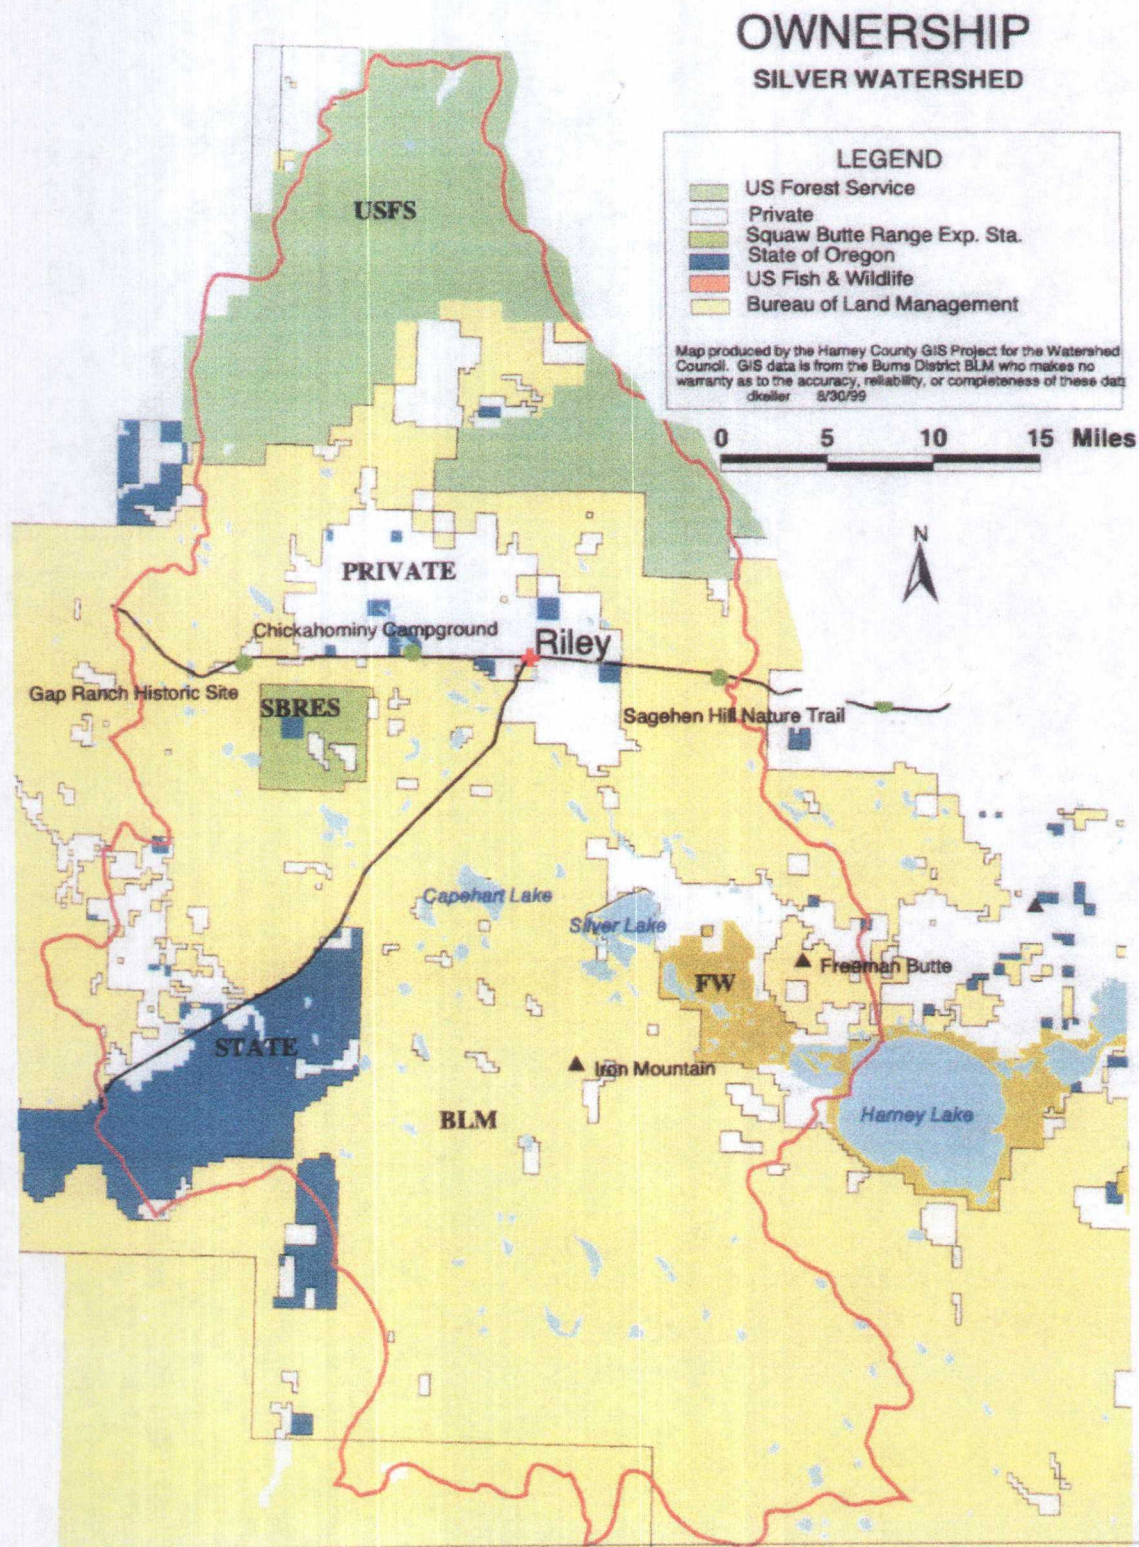 OWNERSHIP
SILVER WATERSHED
LEGEND
US Forest Service
Private
Squaw Butte Range Exp. Sta.
State of Oregon
US Fish & Wildlife
Bureau of Land Management
Map produced by the Harney County GIS Project for the Watershed
Council. GIS data is from the Burns District BLM who makes no
warranty as to the accuracy, reliability, or completeness of these data
dkeller 8/30/99
0 5 10 15 Miles
N
USFS
PRIVATE
Chickahominy Campground
Riley
Gap Ranch Historic Site
SBRES
Sagehen Hill Nature Trail
Capehart Lake
Silver Lake
Freeman Butte
FW
STATE
Iron Mountain
BLM
Harney Lake